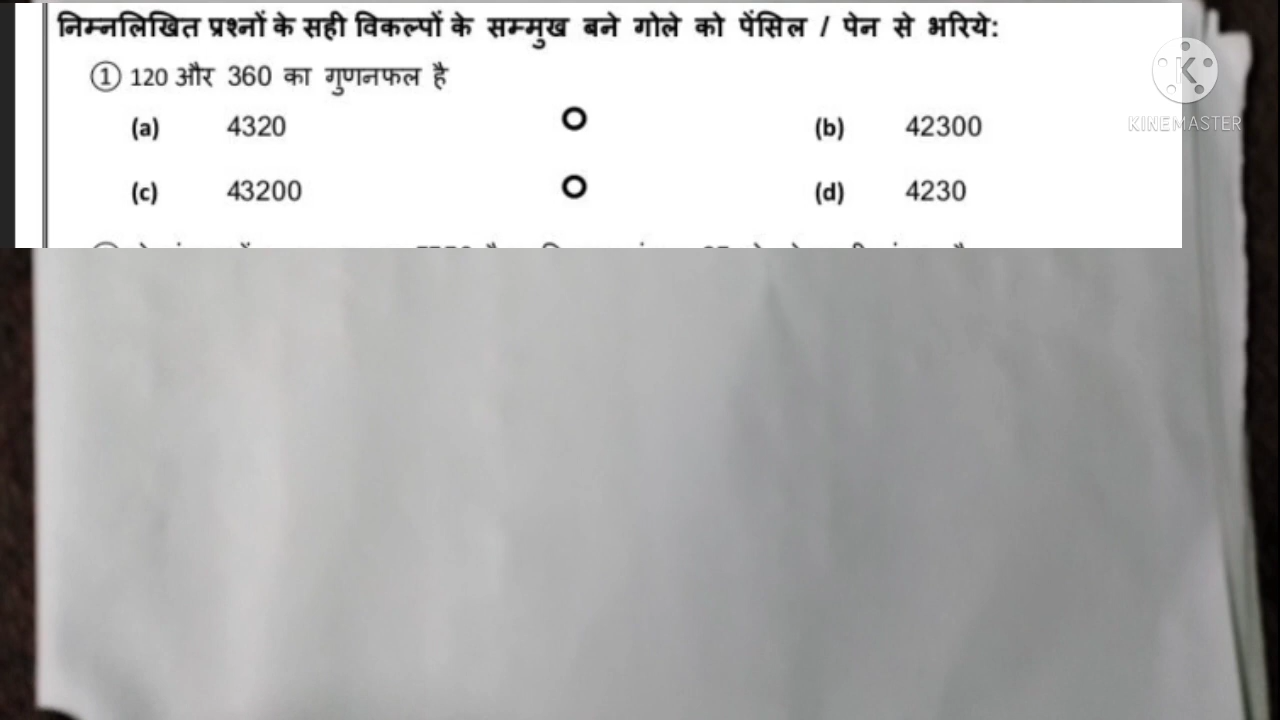 निम्नलिखित प्रश्नों के सही विकल्पों के सम्मुख बने गोले को पेंसिल / पेन से भरिये:
① 120 और 360 का गुणनफल है
(a) 4320 (b) 42300
(c) 43200 (d) 4230
KINEMASTER